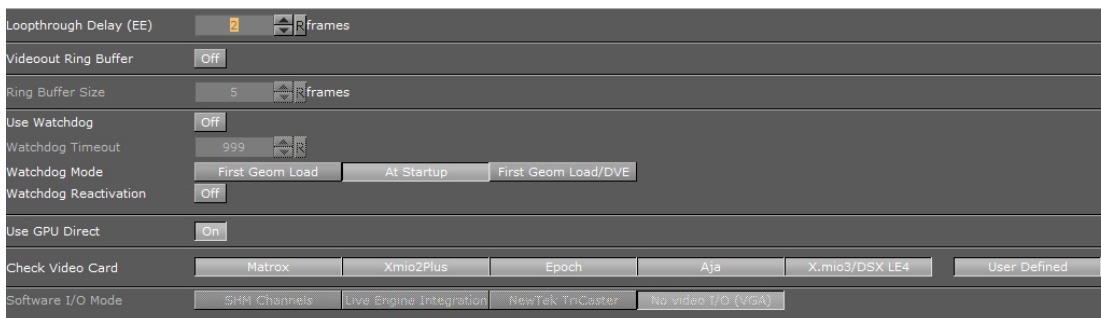 Loopthrough Delay (EE) 2 R frames
Videoout Ring Buffer Off
Ring Buffer Size 5 R frames
Use Watchdog Off
Watchdog Timeout 999 R
Watchdog Mode First Geom Load At Startup First Geom Load/DVE
Watchdog Reactivation Off
Use GPU Direct On
Check Video Card Matrox Xmio2Plus Epoch Aja X.mio3/DSX LE4 User Defined
Software I/O Mode SHM Channels Live Engine Integration NewTek TriCaster No video I/O (VGA)